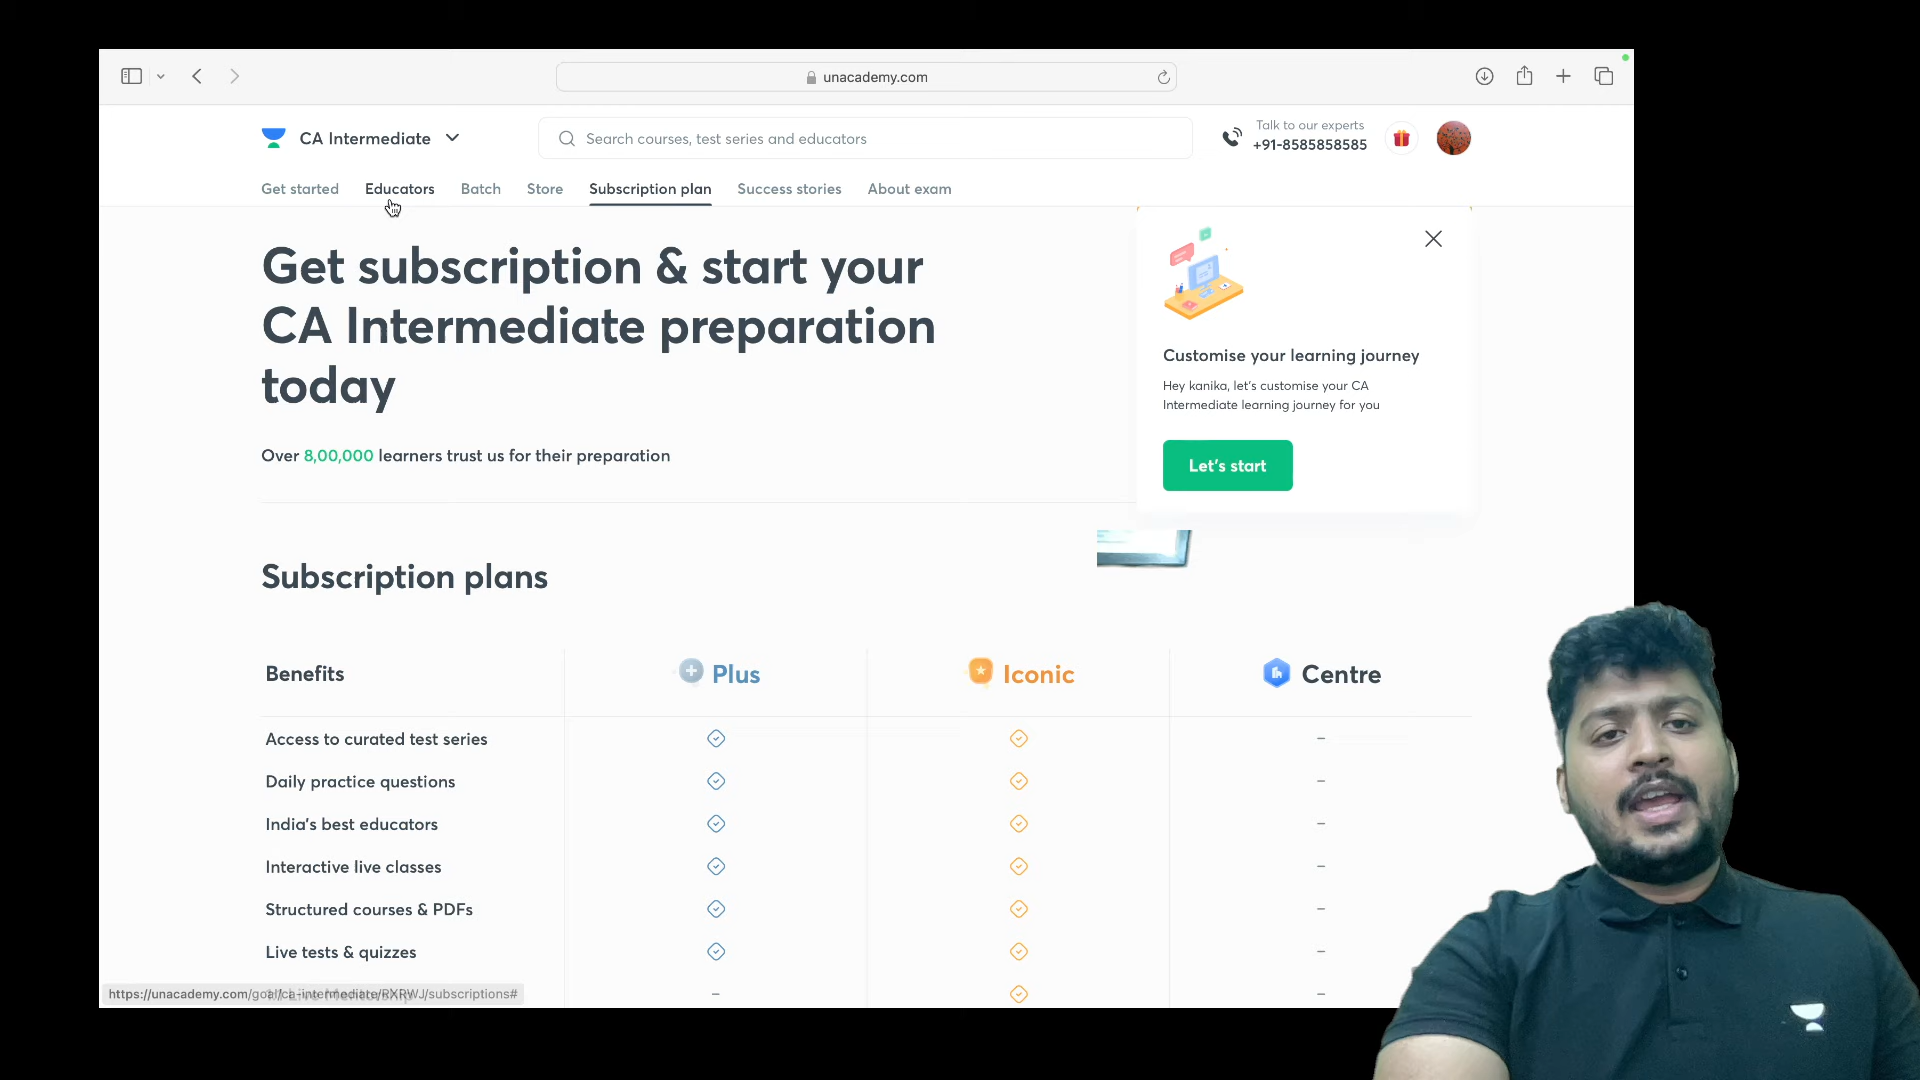 unacademy.com
CA Intermediate
Search courses, test series and educators
Talk to our experts
+91-8585858585
Get started
Educators
Batch
Store
Subscription plan
Success stories
About exam
Get subscription & start your
CA Intermediate preparation
today
Over 8,00,000 learners trust us for their preparation
Customise your learning journey
Hey kanika, let's customise your CA
Intermediate learning journey for you
Let's start
Subscription plans
Benefits
Plus
Iconic
Centre
Access to curated test series
Daily practice questions
India's best educators
Interactive live classes
Structured courses & PDFs
Live tests & quizzes